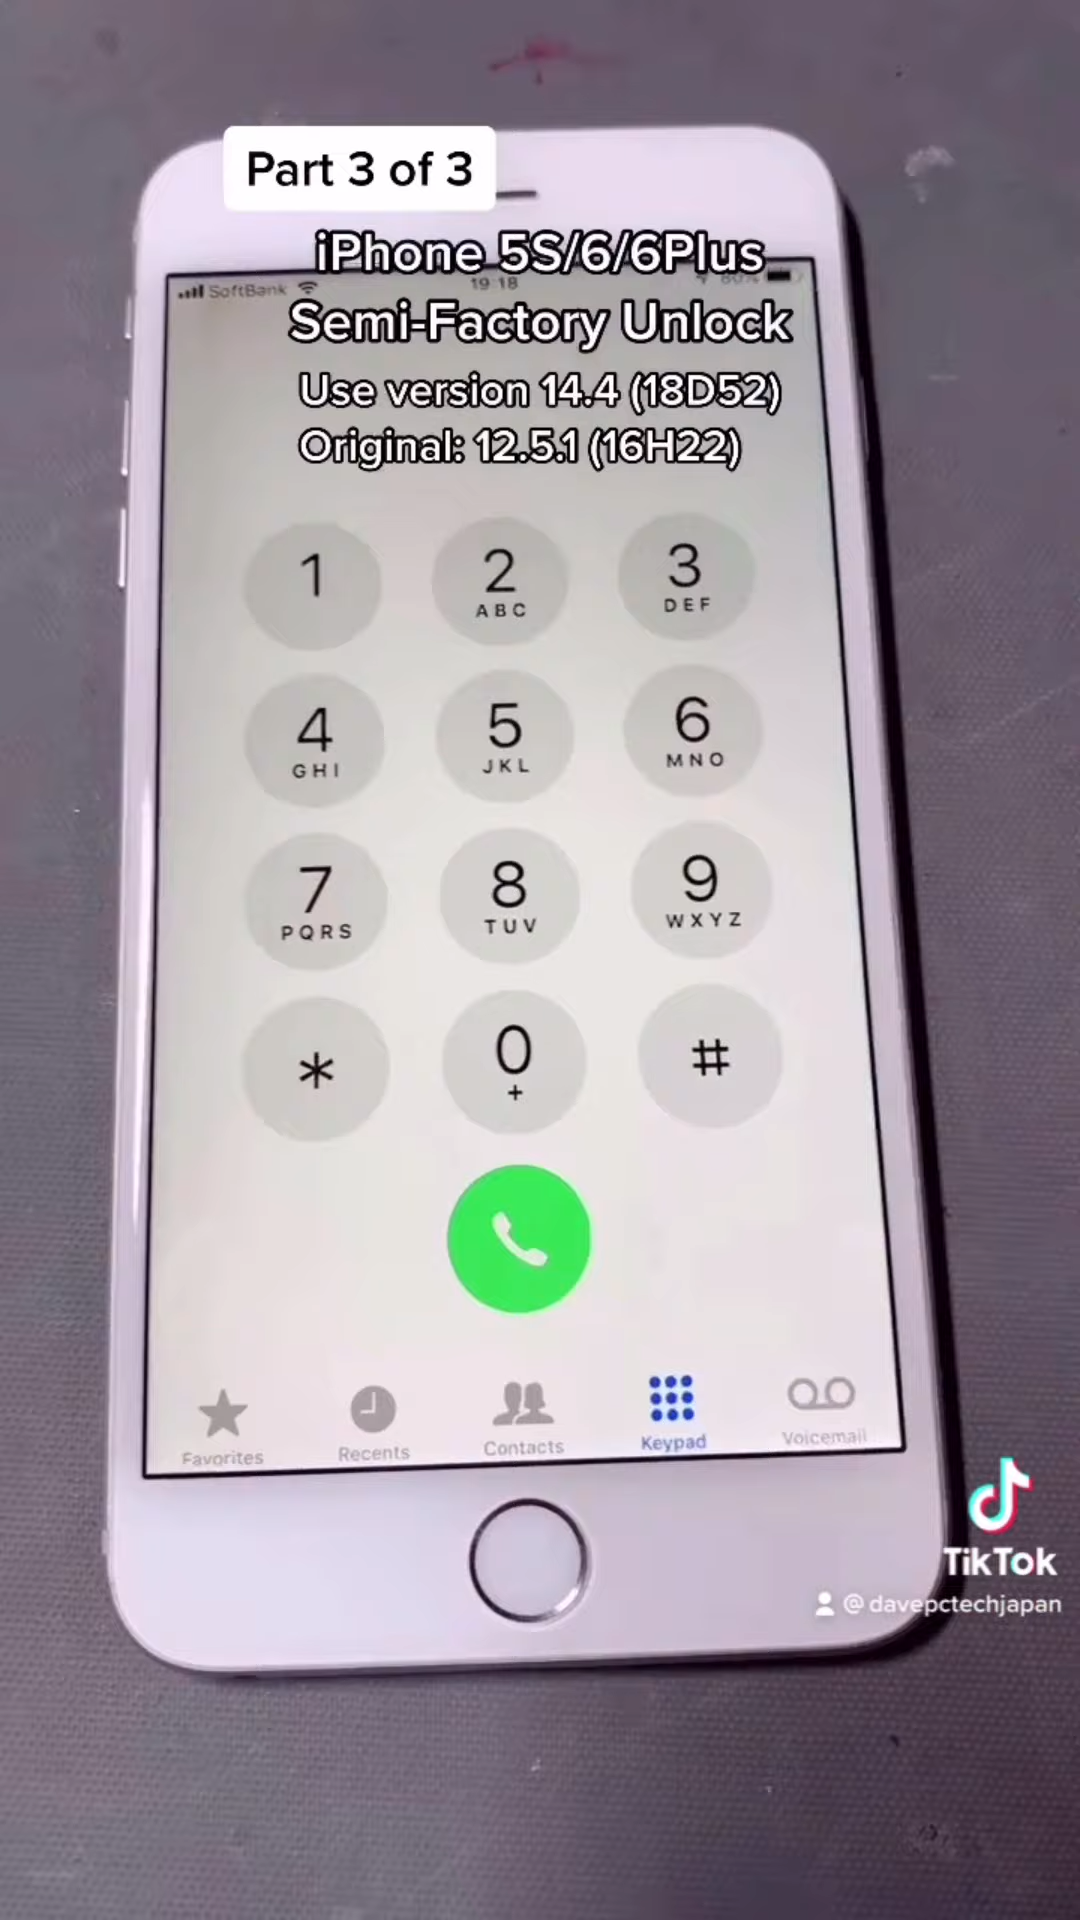 Part 3 of 3
iPhone 5S/6/6Plus
SoftBank 19:18 80%
Semi-Factory Unlock
Use version 14.4 (18D52)
Original: 12.5.1 (16H22)
1
2
ABC
3
DEF
4
GHI
5
JKL
6
MNO
7
PQRS
8
TUV
9
WXYZ
*
0
+
#
Favorites
Recents
Contacts
Keypad
Voicemail
TikTok
@davepctechjapan